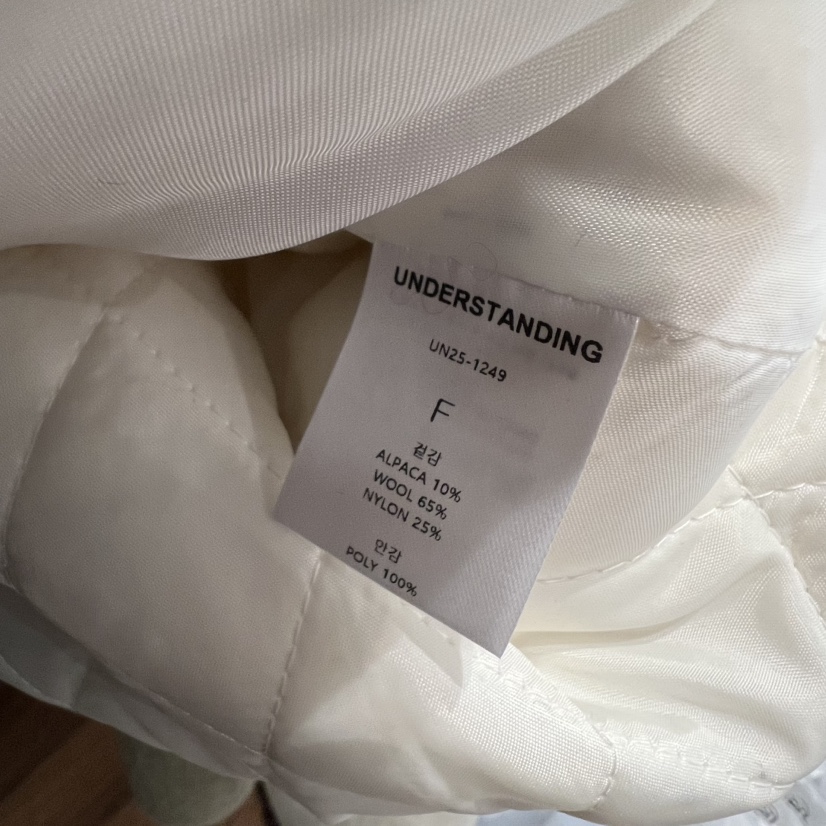 UNDERSTANDING
UN25-1249
F
겉감
ALPACA 10%
WOOL 65%
NYLON 25%
안감
POLY 100%